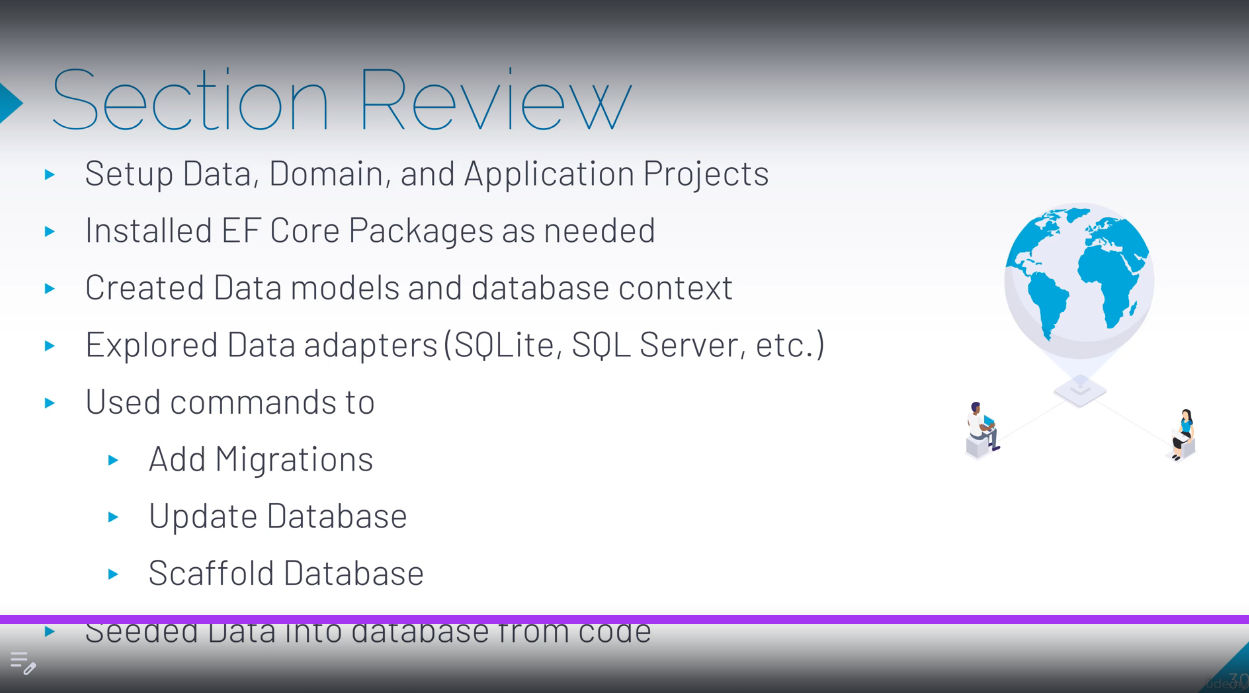 Section Review
Setup Data, Domain, and Application Projects
Installed EF Core Packages as needed
Created Data models and database context
Explored Data adapters (SQLite, SQL Server, etc.)
Used commands to
Add Migrations
Update Database
Scaffold Database
Seeded Data into database from code
30